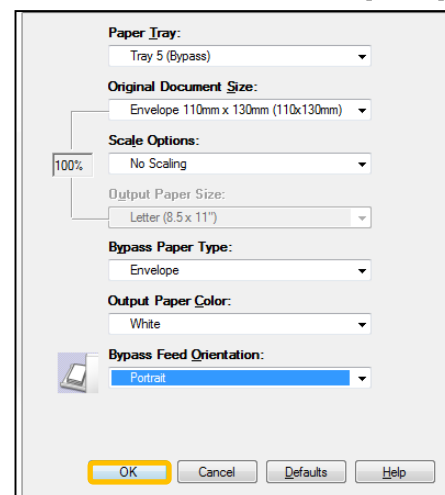 Paper Tray:
Tray 5 (Bypass)
Original Document Size:
Envelope 110mm x 130mm (110x130mm)
Scale Options:
100%
No Scaling
Output Paper Size:
Letter (8.5 x 11")
Bypass Paper Type:
Envelope
Output Paper Color:
White
Bypass Feed Orientation:
Portrait
OK Cancel Defaults Help